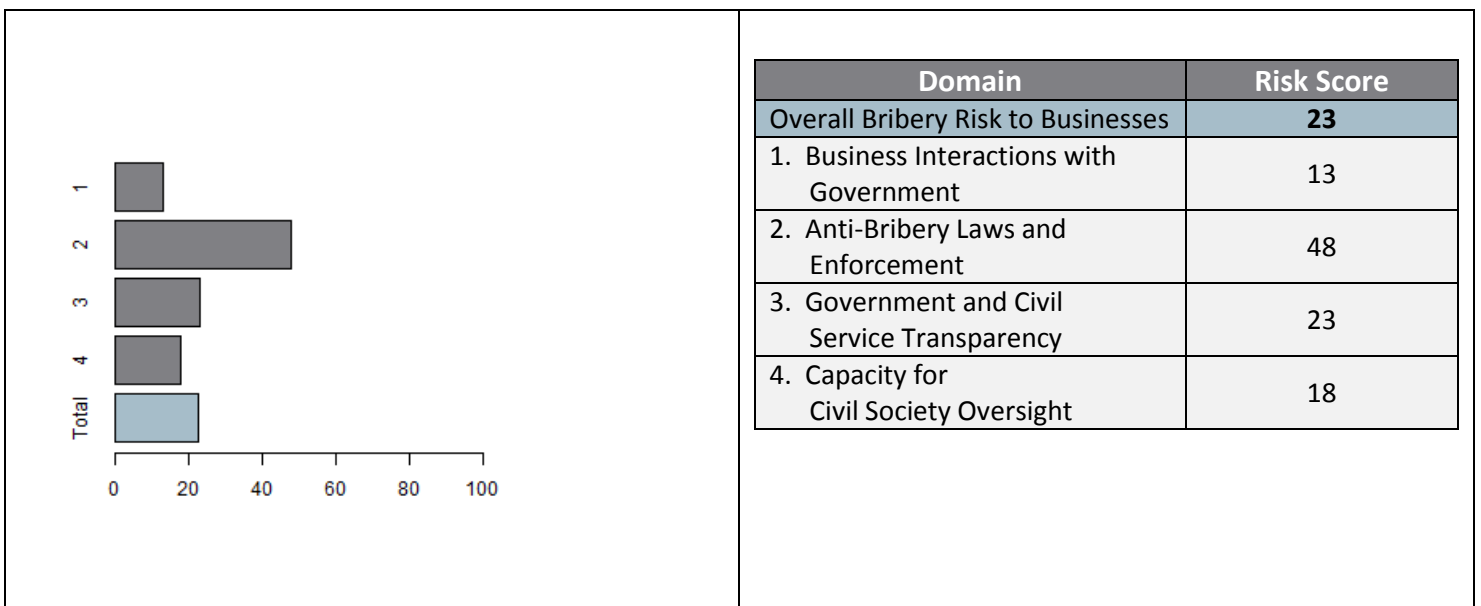 1
2
3
4
Total
0 20 40 60 80 100
Domain Risk Score
Overall Bribery Risk to Businesses 23
1. Business Interactions with
Government
13
2. Anti-Bribery Laws and
Enforcement
48
3. Government and Civil
Service Transparency
23
4. Capacity for
Civil Society Oversight
18